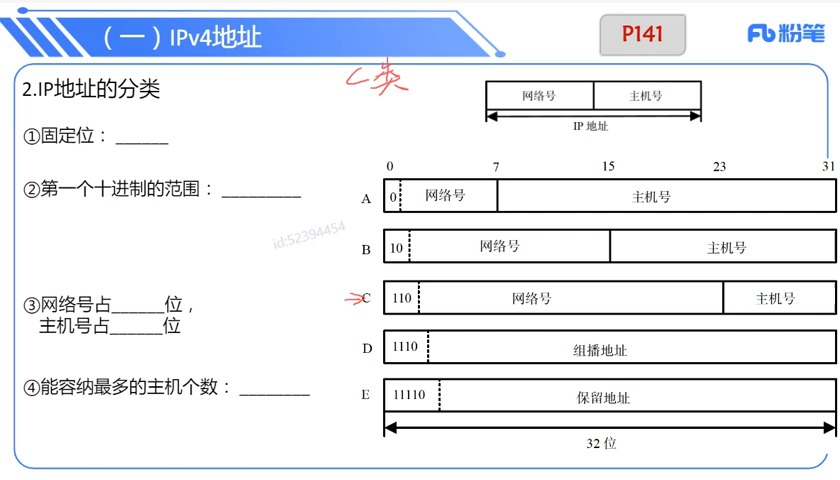 （一）IPv4地址
P141
粉笔
2.IP地址的分类
C类
网络号 主机号
IP 地址
①固定位：______
②第一个十进制的范围：_________
0 7 15 23 31
A 0 网络号 主机号
B 10 网络号 主机号
id:52394454
③网络号占______位，
主机号占______位
C 110 网络号 主机号
D 1110 组播地址
④能容纳最多的主机个数：________
E 11110 保留地址
32 位